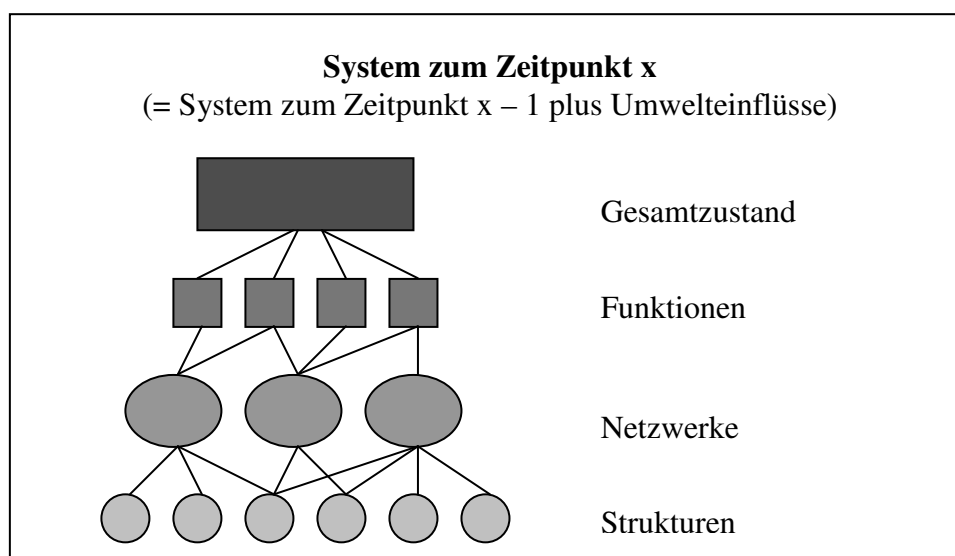 System zum Zeitpunkt x
(= System zum Zeitpunkt x – 1 plus Umwelteinflüsse)
Gesamtzustand
Funktionen
Netzwerke
Strukturen